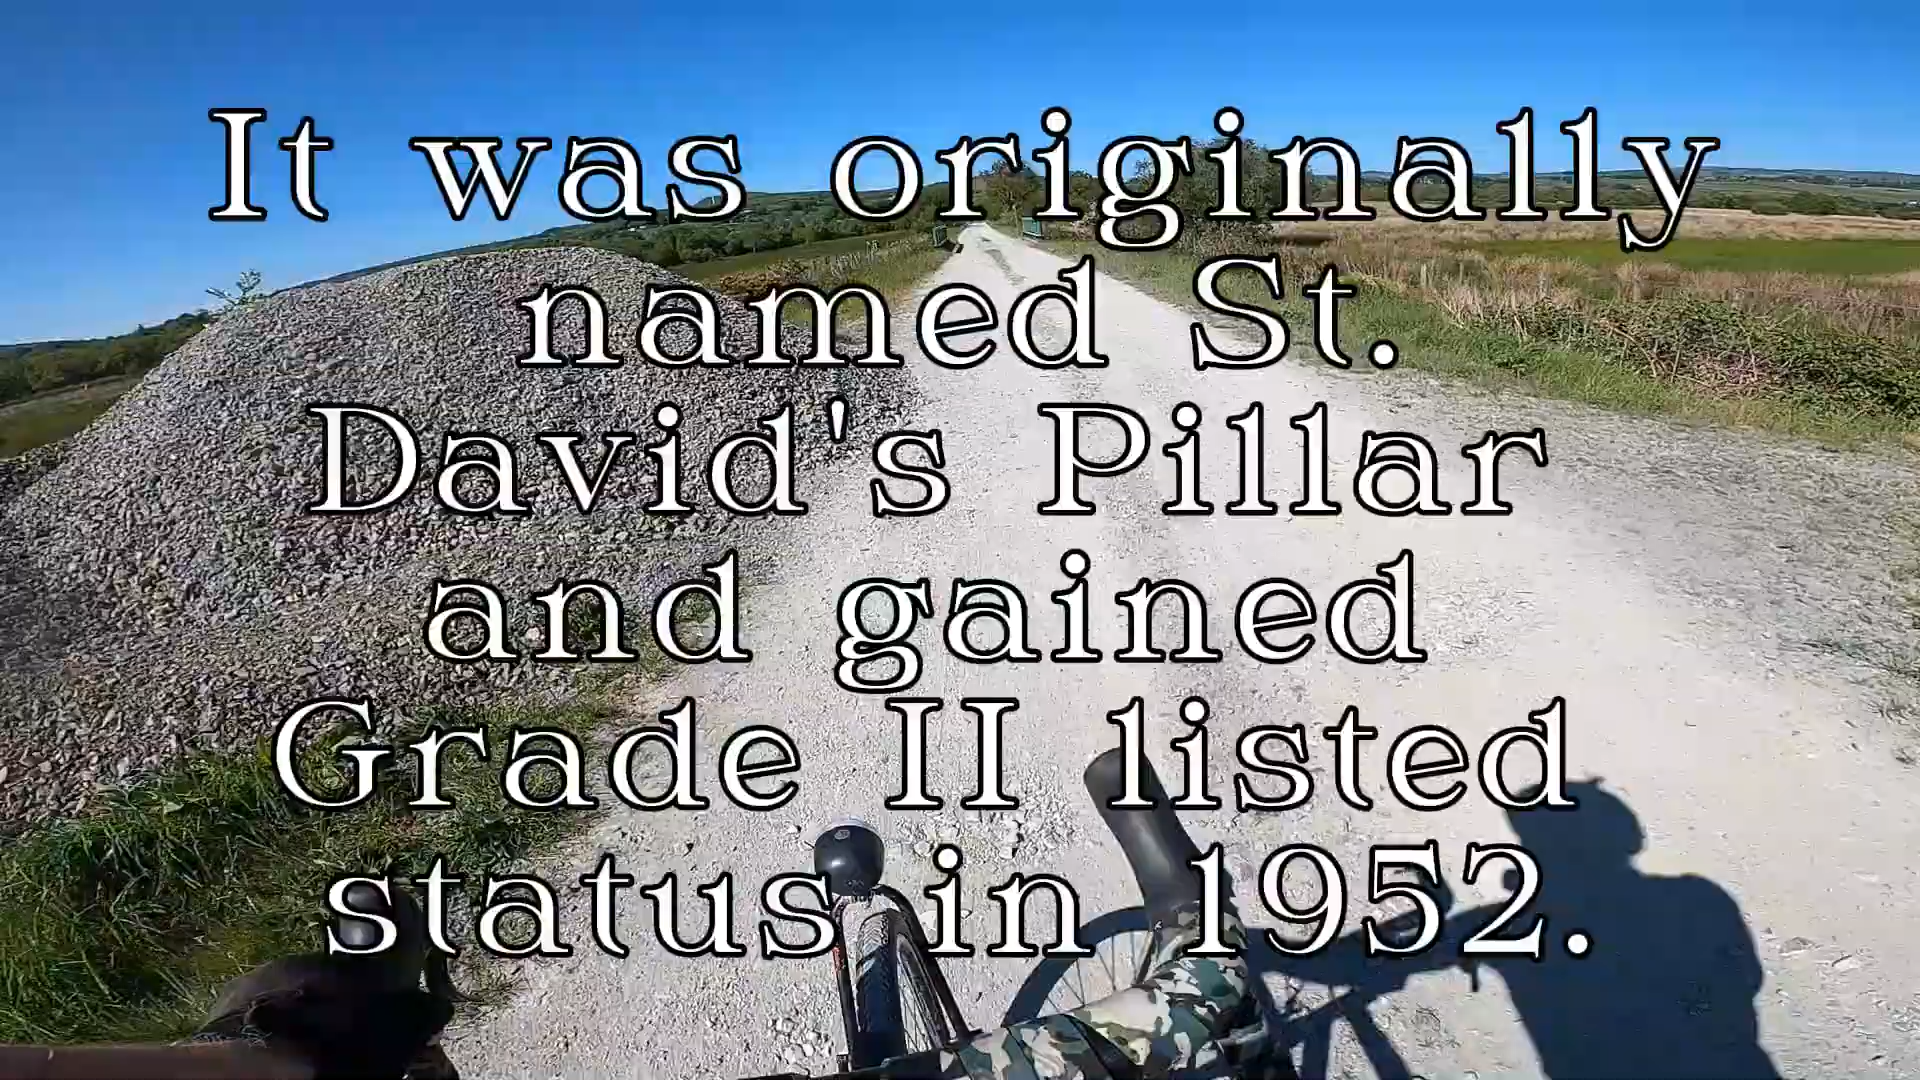 It was originally
named St.
David's Pillar
and gained
Grade II listed
status in 1952.